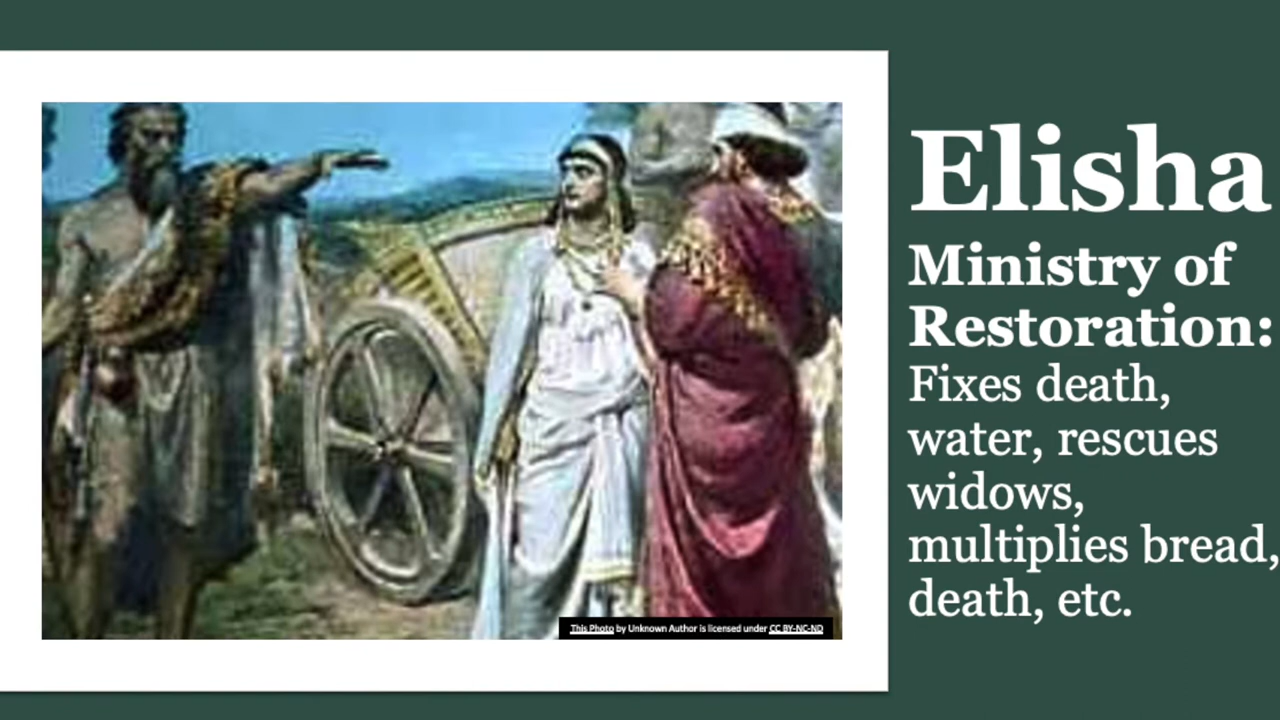 Elisha
Ministry of
Restoration:
Fixes death,
water, rescues
widows,
multiplies bread,
death, etc.
This Photo by Unknown Author is licensed under CC BY-NC-ND